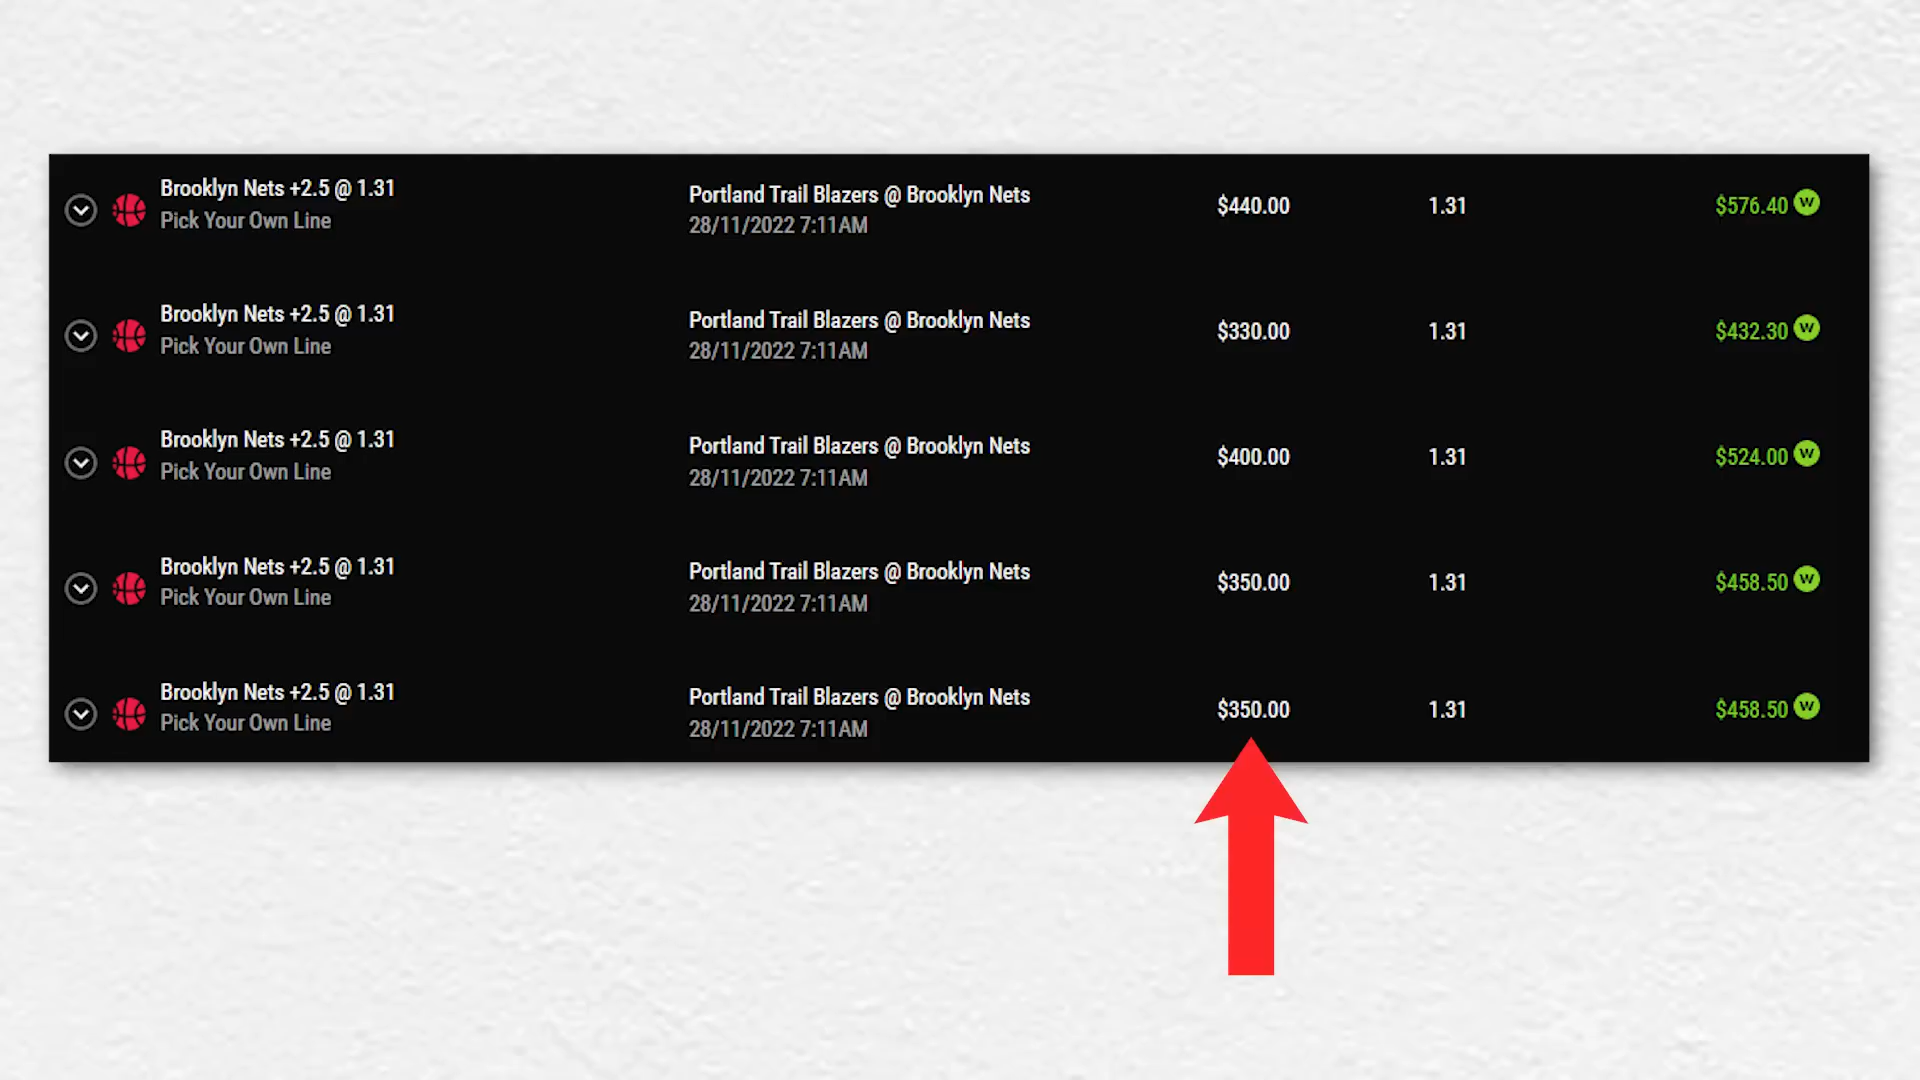 Brooklyn Nets +2.5 @ 1.31
Pick Your Own Line
Portland Trail Blazers @ Brooklyn Nets
28/11/2022 7:11AM
$440.00
1.31
$576.40 W
Brooklyn Nets +2.5 @ 1.31
Pick Your Own Line
Portland Trail Blazers @ Brooklyn Nets
28/11/2022 7:11AM
$330.00
1.31
$432.30 W
Brooklyn Nets +2.5 @ 1.31
Pick Your Own Line
Portland Trail Blazers @ Brooklyn Nets
28/11/2022 7:11AM
$400.00
1.31
$524.00 W
Brooklyn Nets +2.5 @ 1.31
Pick Your Own Line
Portland Trail Blazers @ Brooklyn Nets
28/11/2022 7:11AM
$350.00
1.31
$458.50 W
Brooklyn Nets +2.5 @ 1.31
Pick Your Own Line
Portland Trail Blazers @ Brooklyn Nets
28/11/2022 7:11AM
$350.00
1.31
$458.50 W